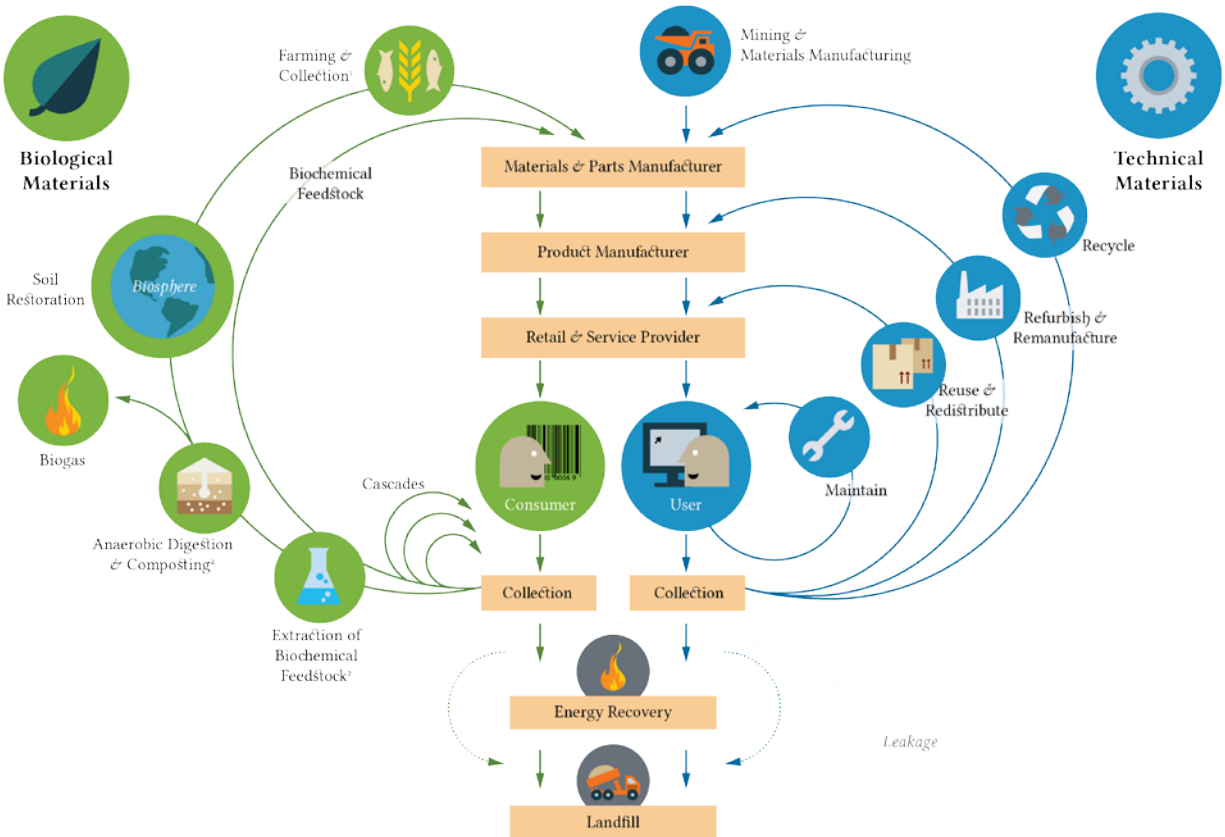 Farming &
Collection¹
Mining &
Materials Manufacturing
Biological
Materials
Technical
Materials
Materials & Parts Manufacturer
Biochemical
Feedstock
Recycle
Product Manufacturer
Biosphere
Soil
Restoration
Refurbish &
Remanufacture
Retail & Service Provider
Reuse &
Redistribute
Biogas
Cascades
Maintain
Consumer
User
Anaerobic Digestion
& Composting²
Collection
Collection
Extraction of
Biochemical
Feedstock²
Energy Recovery
Leakage
Landfill